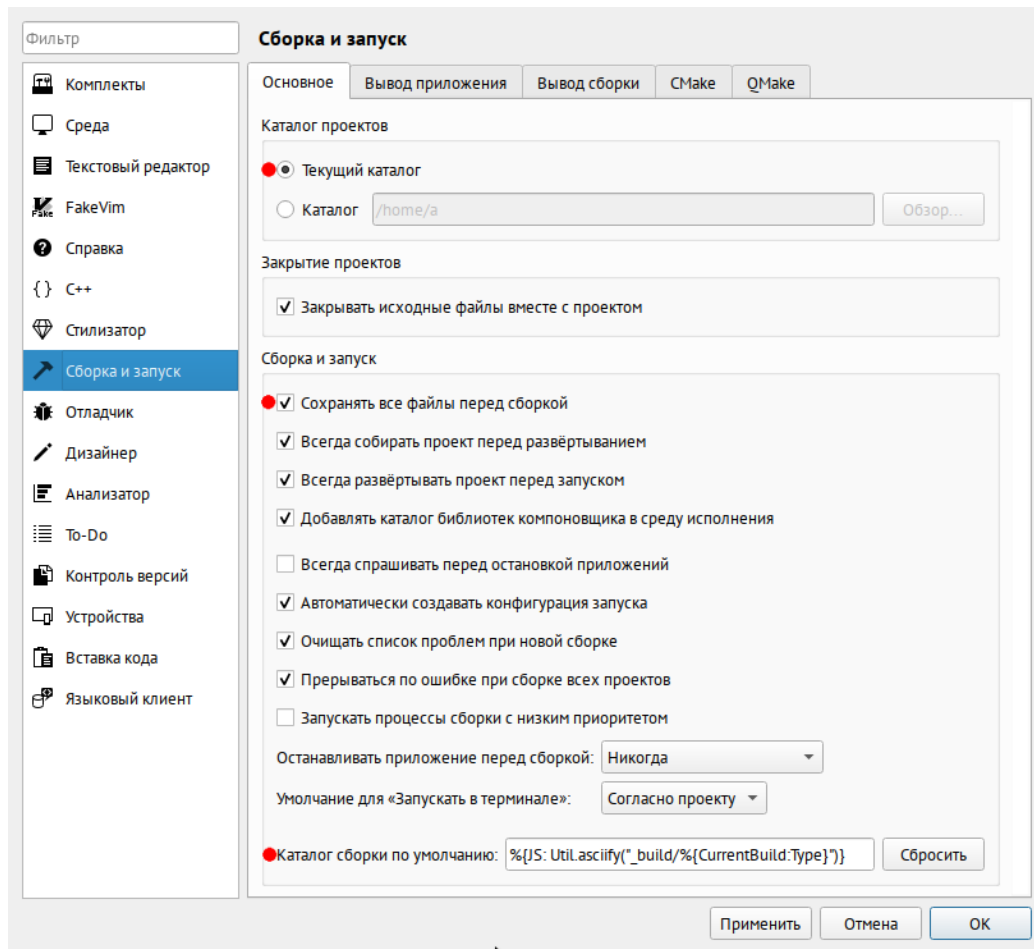 Фильтр
Комплекты
Среда
Текстовый редактор
FakeVim
Справка
C++
Стилизатор
Сборка и запуск
Отладчик
Дизайнер
Анализатор
To-Do
Контроль версий
Устройства
Вставка кода
Языковый клиент
Сборка и запуск
Основное
Вывод приложения
Вывод сборки
CMake
QMake
Каталог проектов
Текущий каталог
Каталог /home/a Обзор...
Закрытие проектов
Закрывать исходные файлы вместе с проектом
Сборка и запуск
Сохранять все файлы перед сборкой
Всегда собирать проект перед развёртыванием
Всегда развёртывать проект перед запуском
Добавлять каталог библиотек компоновщика в среду исполнения
Всегда спрашивать перед остановкой приложений
Автоматически создавать конфигурация запуска
Очищать список проблем при новой сборке
Прерываться по ошибке при сборке всех проектов
Запускать процессы сборки с низким приоритетом
Останавливать приложение перед сборкой: Никогда
Умолчание для «Запускать в терминале»: Согласно проекту
Каталог сборки по умолчанию: %{JS: Util.asciify("_build/%{CurrentBuild:Type}")} Сбросить
Применить
Отмена
OK